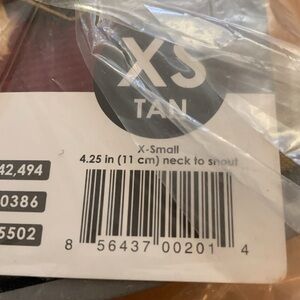 XS
TAN
X-Small
4.25 in (11 cm) neck to snout
42,494
0386
5502
8 56437 00201 4